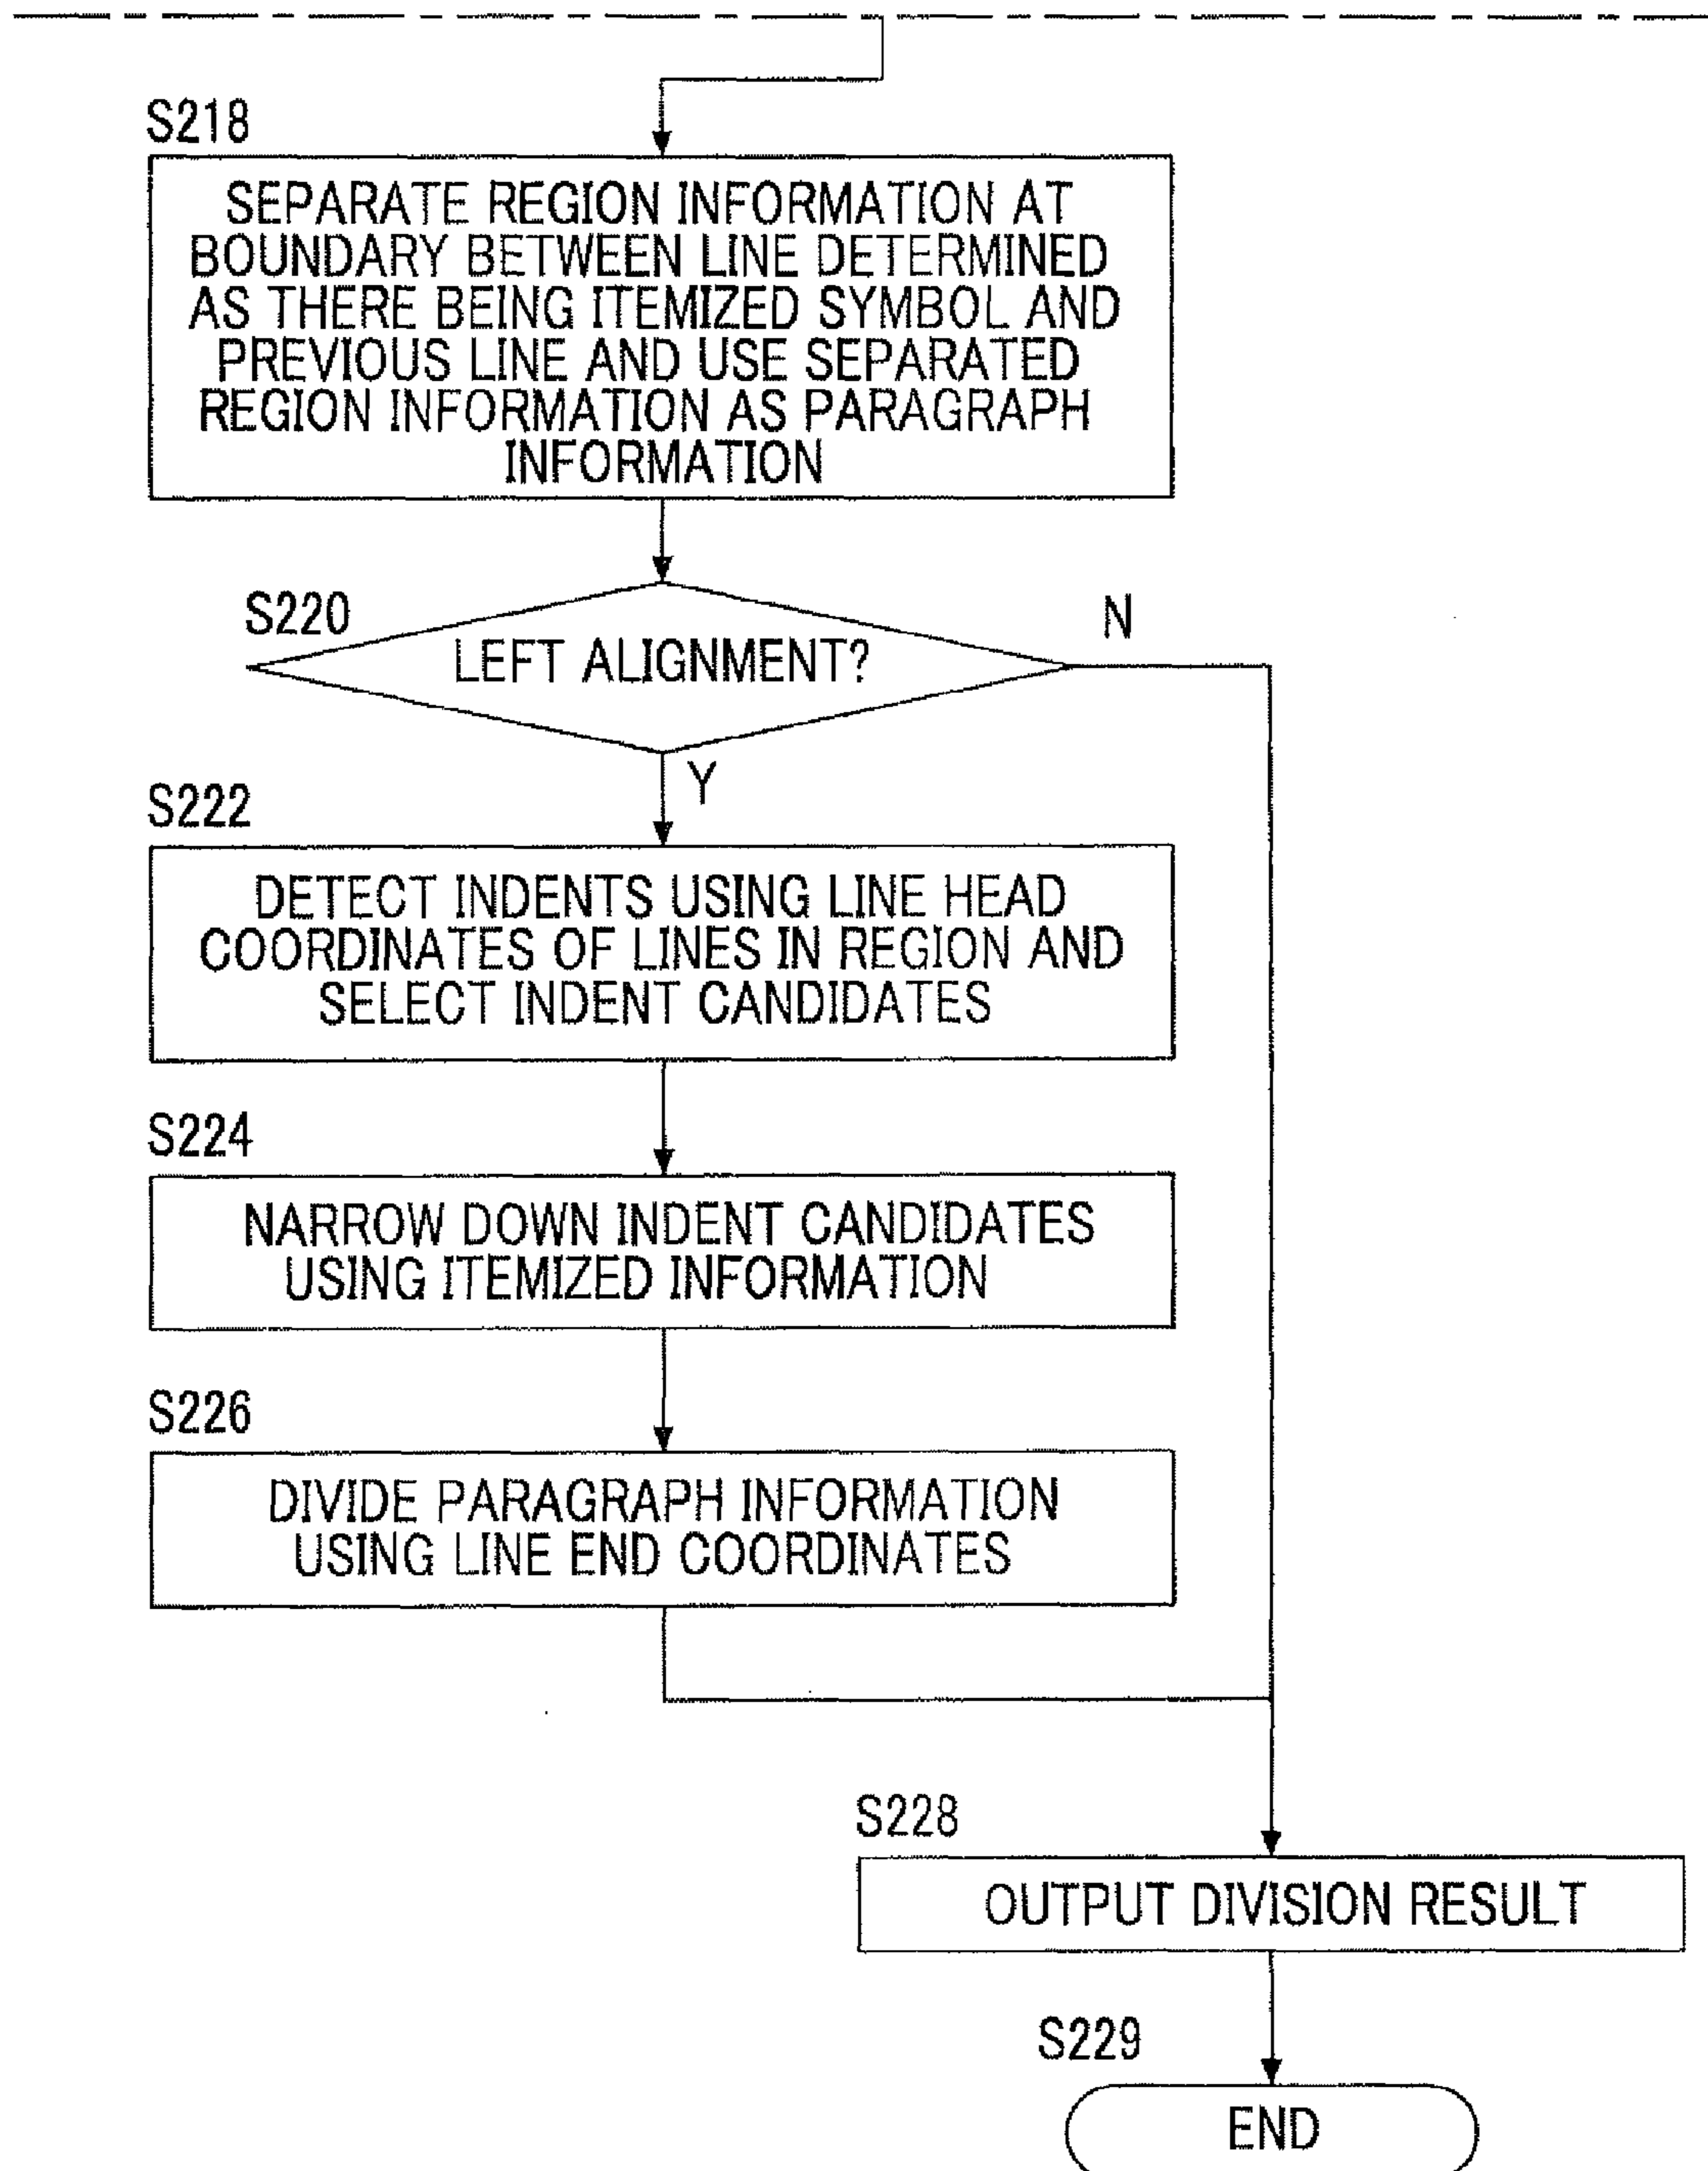 S218
SEPARATE REGION INFORMATION AT
BOUNDARY BETWEEN LINE DETERMINED
AS THERE BEING ITEMIZED SYMBOL AND
PREVIOUS LINE AND USE SEPARATED
REGION INFORMATION AS PARAGRAPH
INFORMATION
S220
LEFT ALIGNMENT?
N
Y
S222
DETECT INDENTS USING LINE HEAD
COORDINATES OF LINES IN REGION AND
SELECT INDENT CANDIDATES
S224
NARROW DOWN INDENT CANDIDATES
USING ITEMIZED INFORMATION
S226
DIVIDE PARAGRAPH INFORMATION
USING LINE END COORDINATES
S228
OUTPUT DIVISION RESULT
S229
END